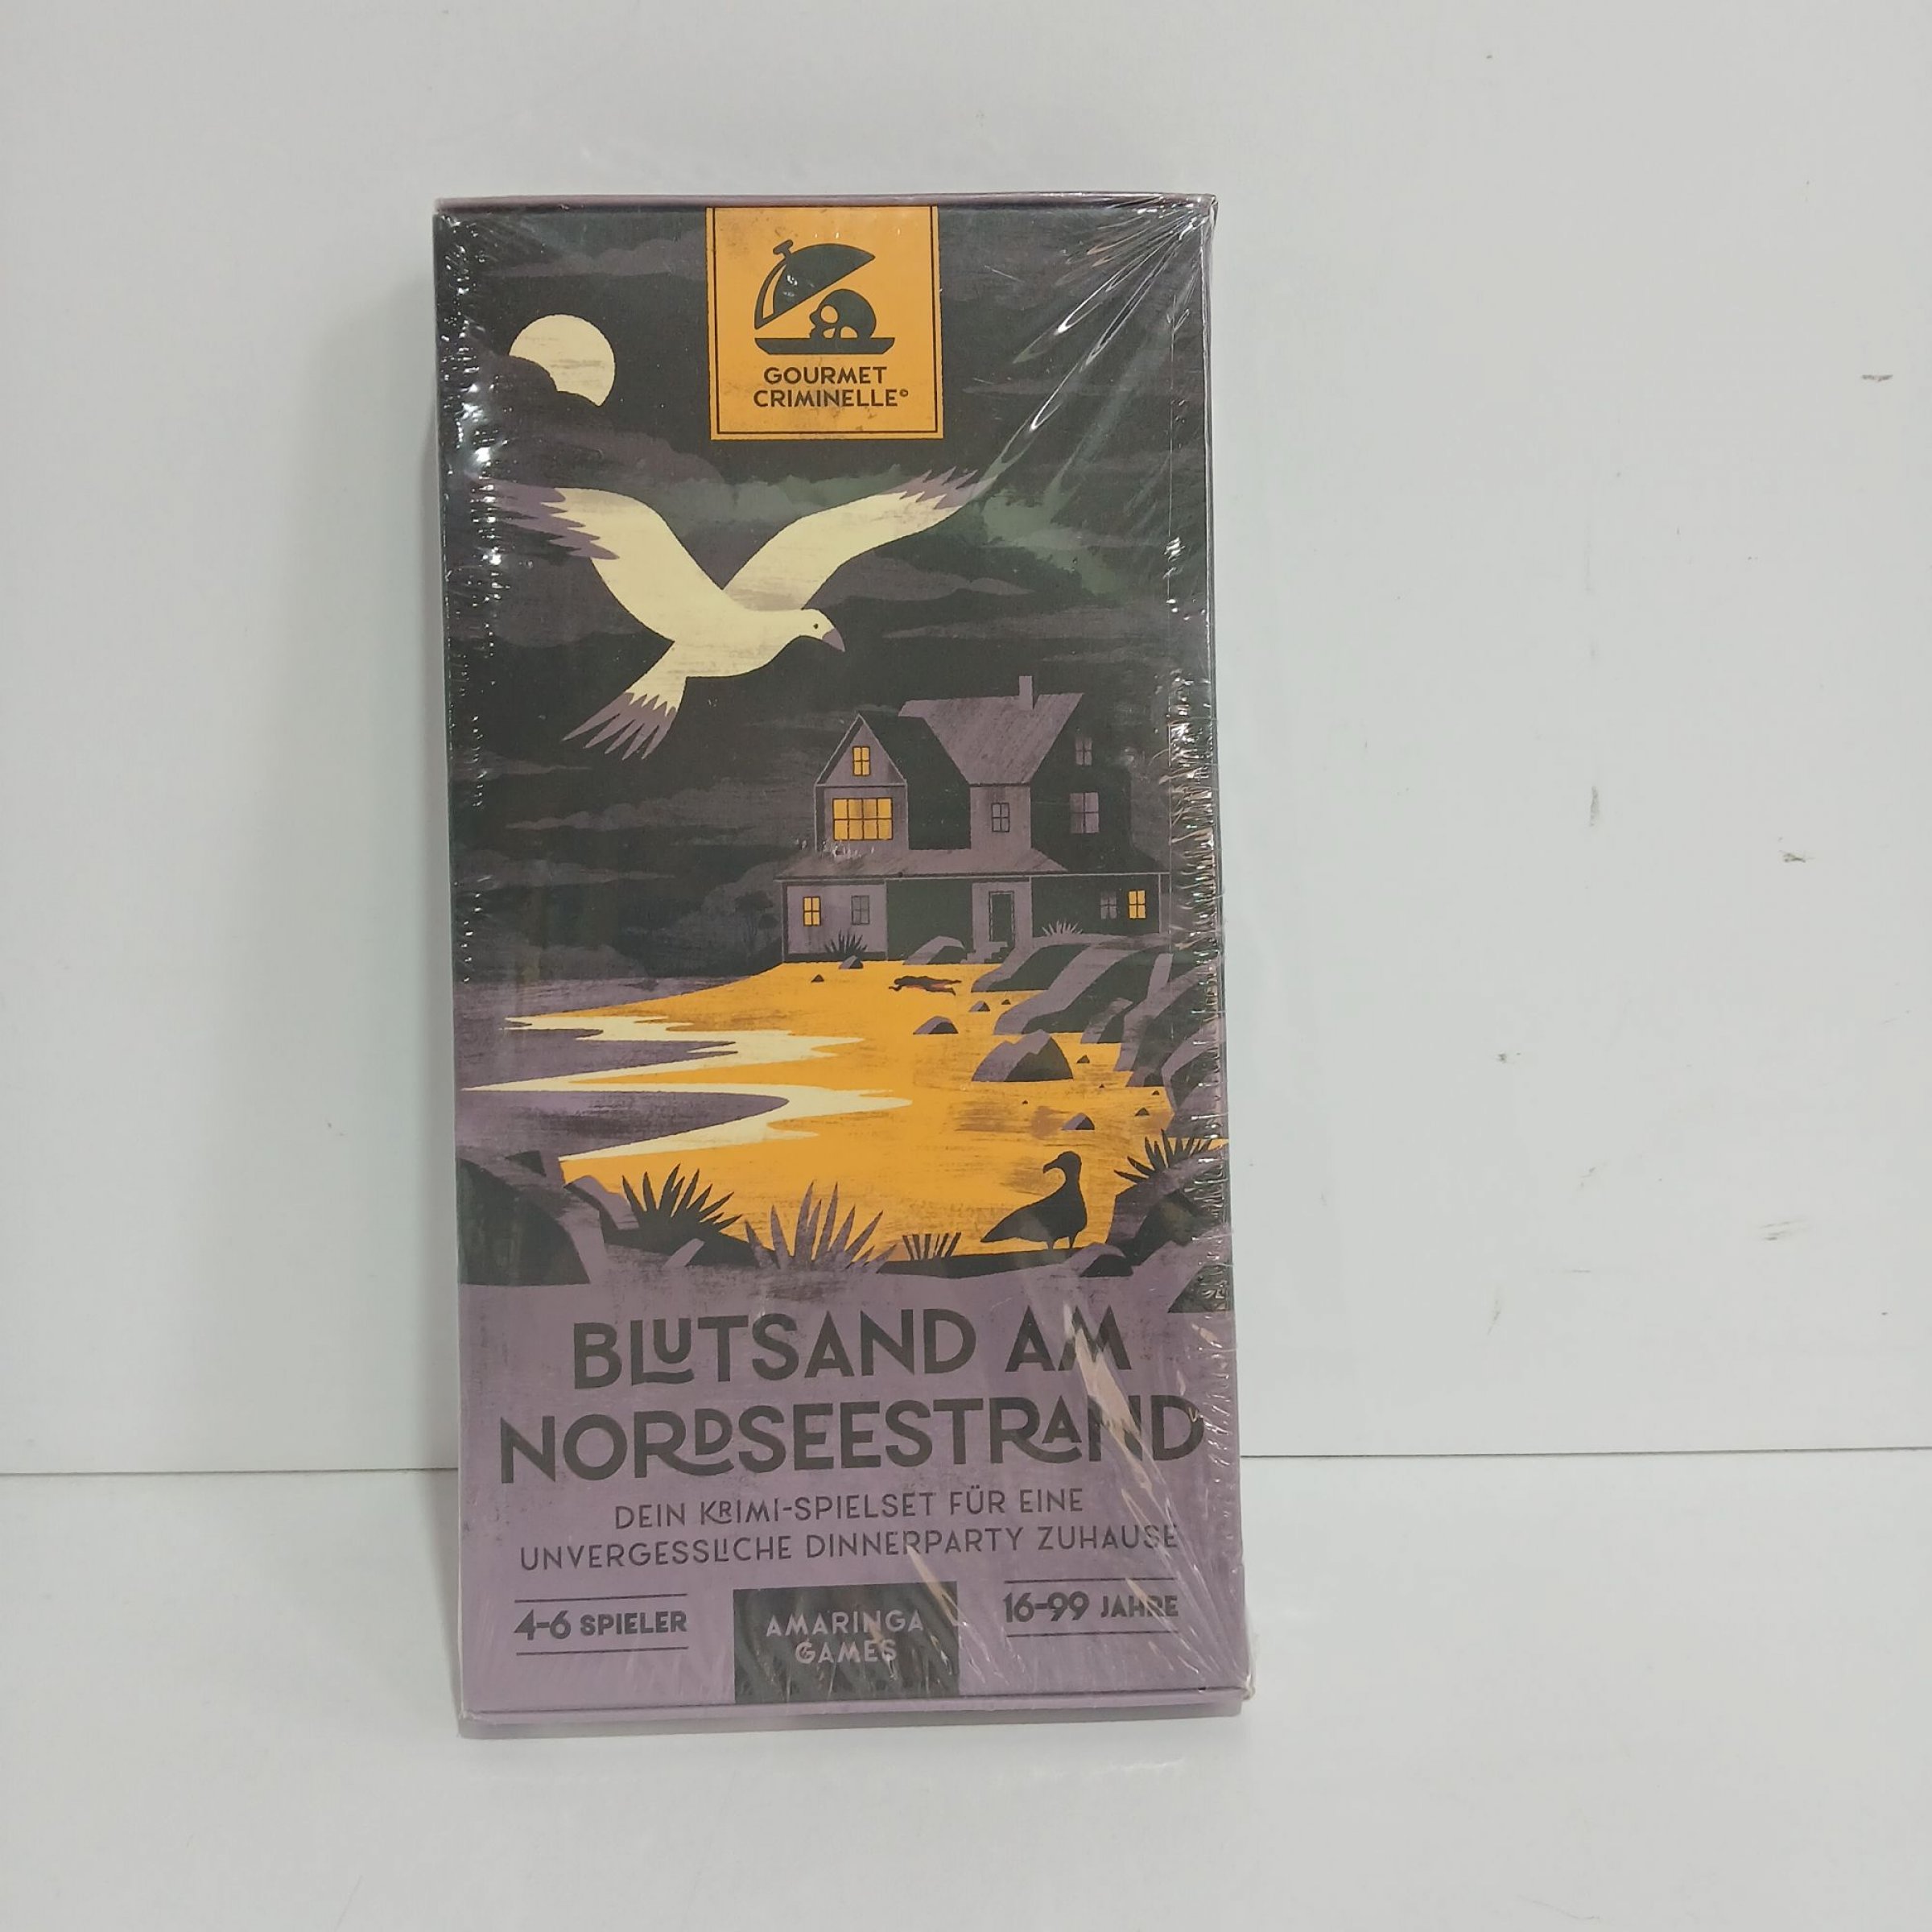 GOURMET
CRIMINELLE©
BLUTSAND AM
NORDSEESTRAND
DEIN KRIMI-SPIELSET FÜR EINE
UNVERGESSLICHE DINNERPARTY ZUHAUSE
4-6 SPIELER
AMARINGA
GAMES
16-99 JAHRE